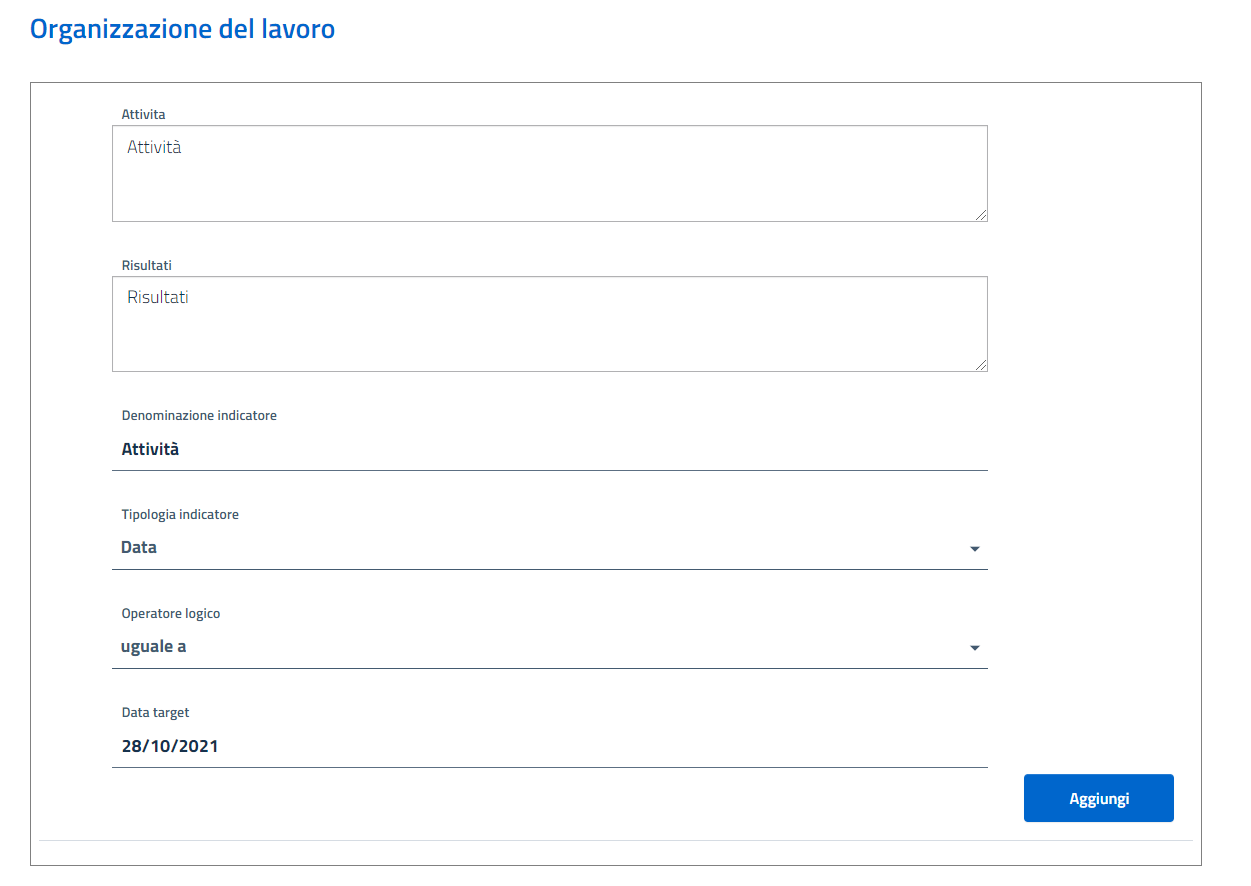 Organizzazione del lavoro
Attivita
Attività
Risultati
Risultati
Denominazione indicatore
Attività
Tipologia indicatore
Data
Operatore logico
uguale a
Data target
28/10/2021
Aggiungi